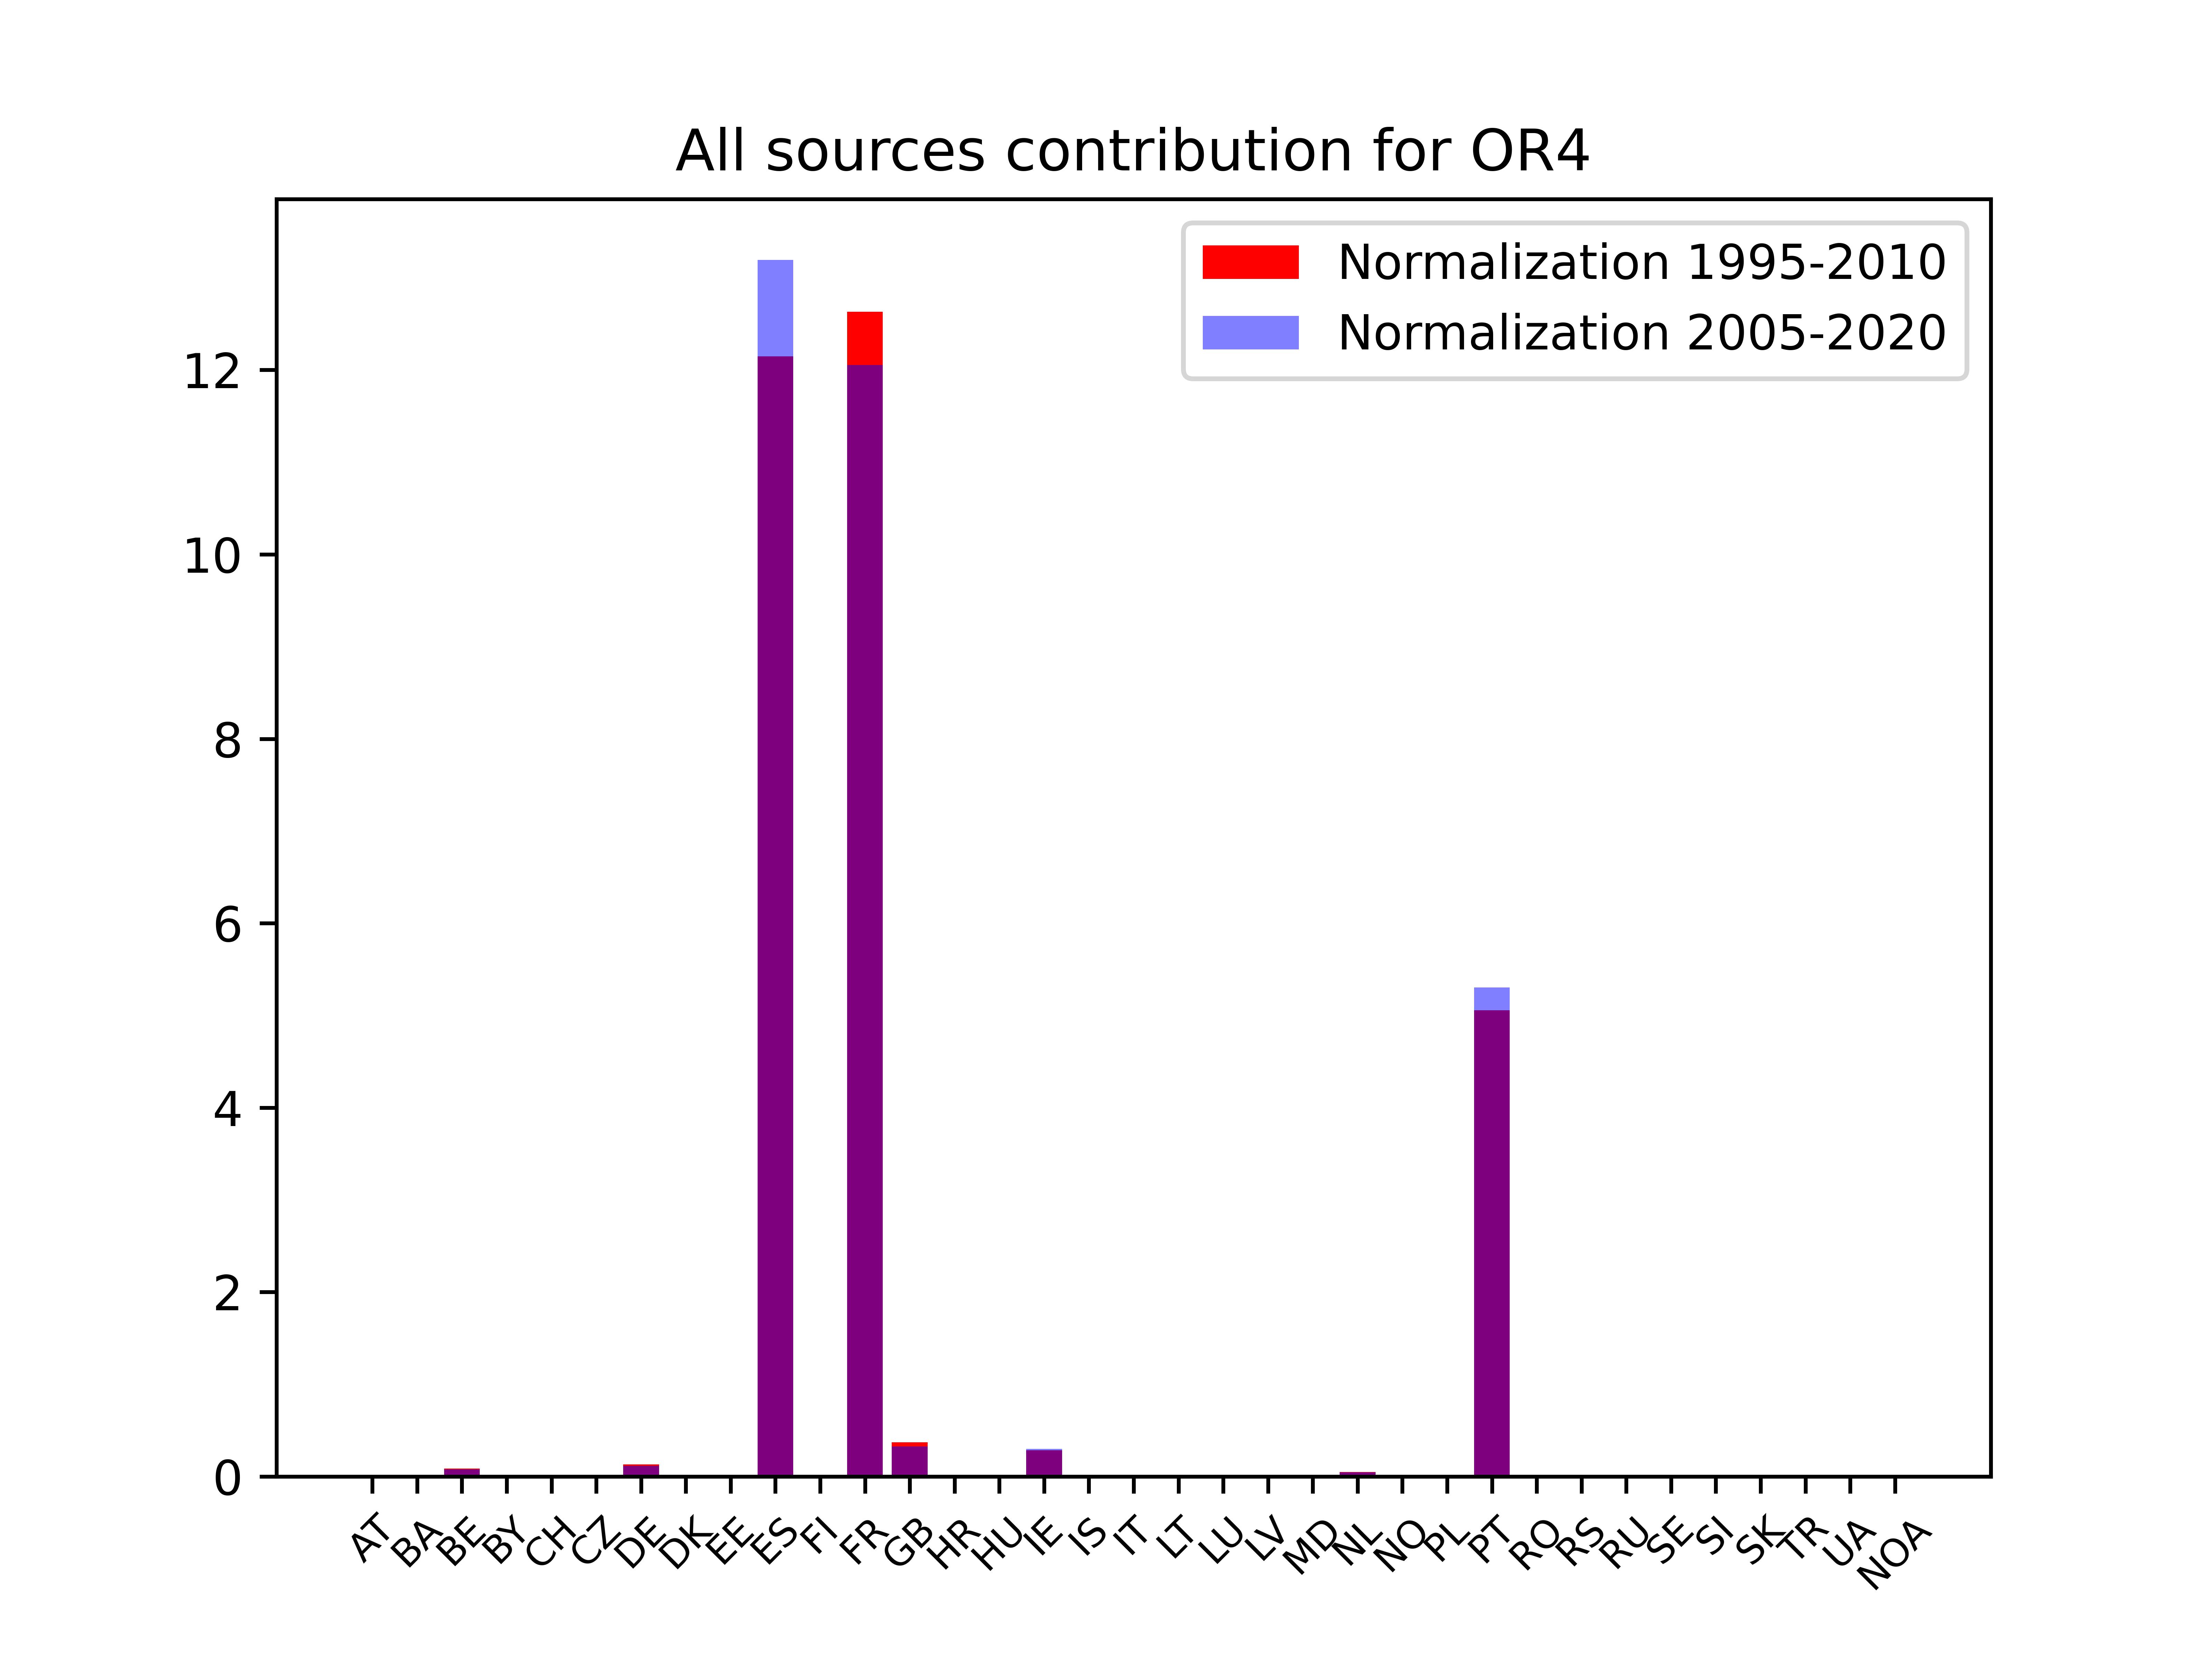 All sources contribution for OR4
Normalization 1995-2010
Normalization 2005-2020
12
10
8
6
4
2
0
AT BA BE BY CH CZ DE DK EE ES FI FR GB HR HU IE IS IT LT LU LV MD NL NO PL PT RO RS RU SE SI SK TR UA NOA